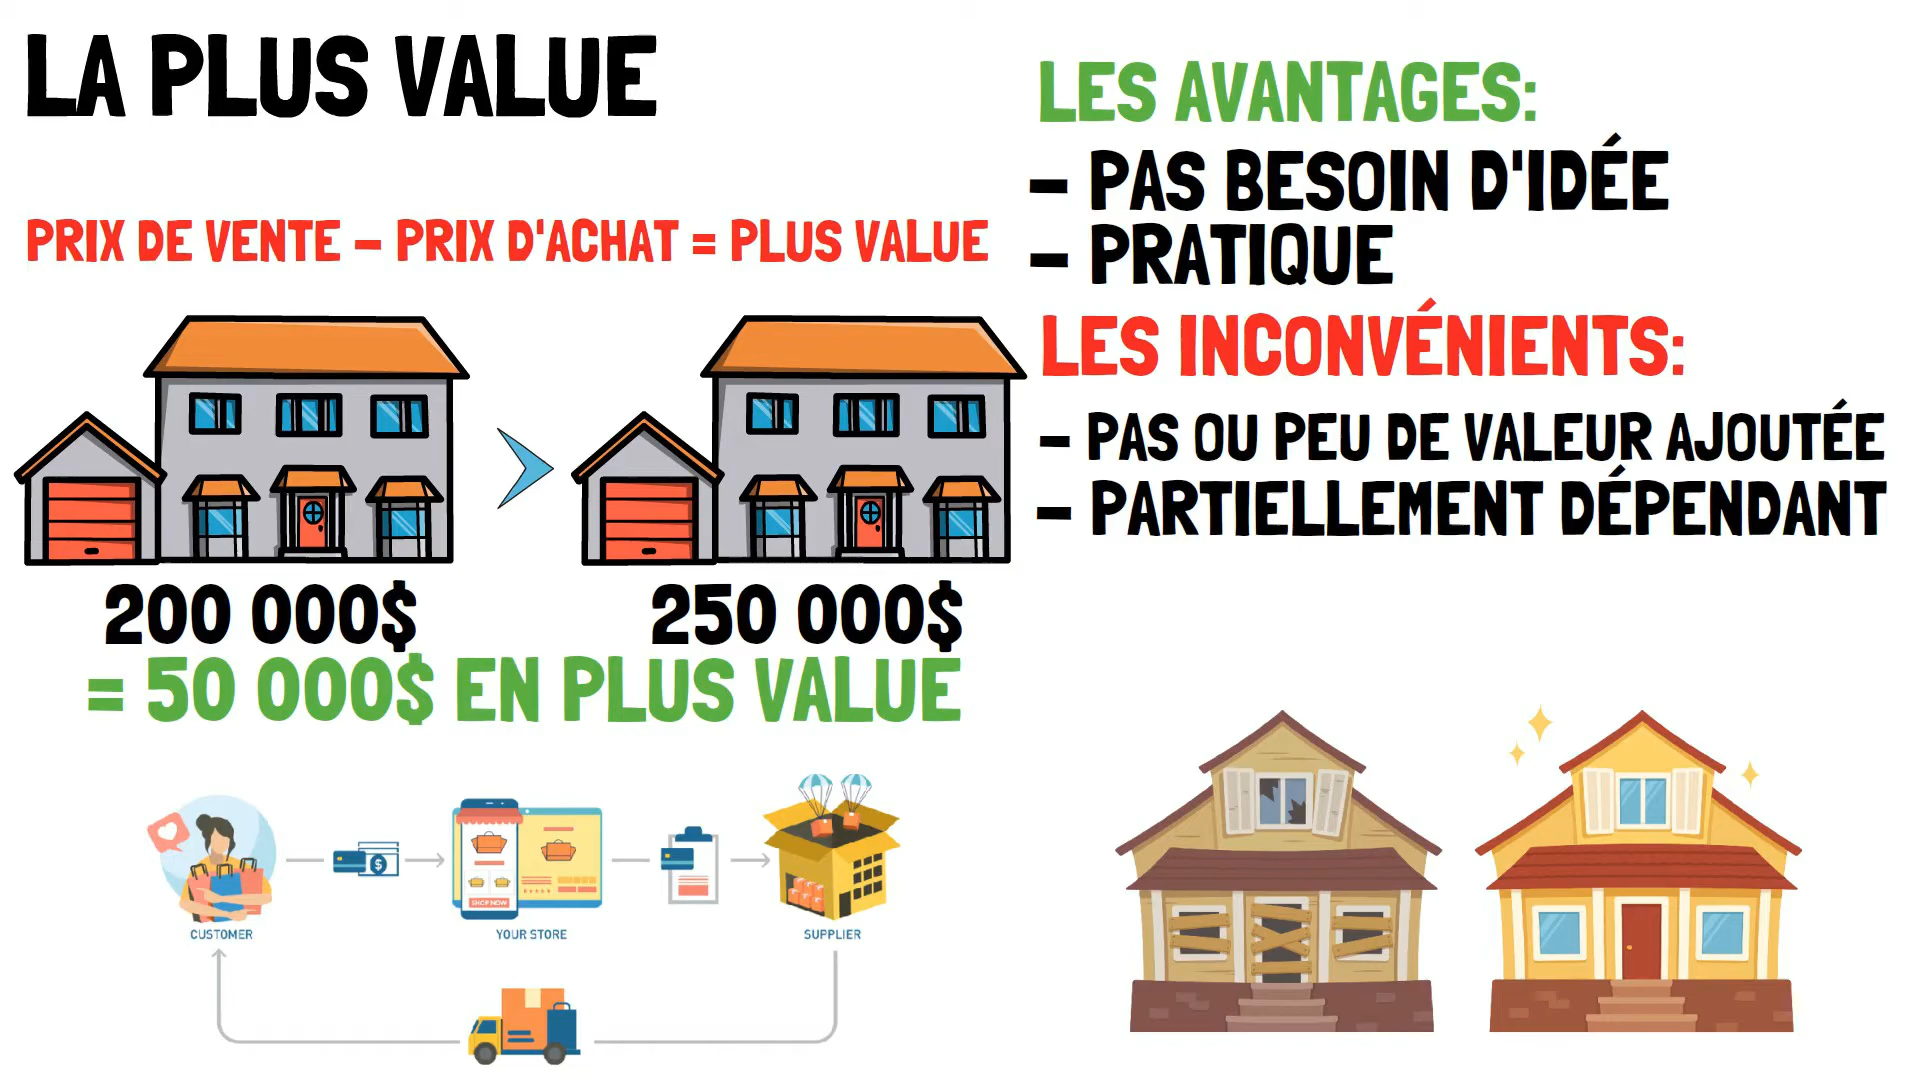 LA PLUS VALUE
PRIX DE VENTE - PRIX D'ACHAT = PLUS VALUE
200 000$
250 000$
= 50 000$ EN PLUS VALUE
$
SHOP NOW
CUSTOMER
YOUR STORE
SUPPLIER
LES AVANTAGES:
- PAS BESOIN D'IDÉE
- PRATIQUE
LES INCONVÉNIENTS:
- PAS OU PEU DE VALEUR AJOUTÉE
- PARTIELLEMENT DÉPENDANT